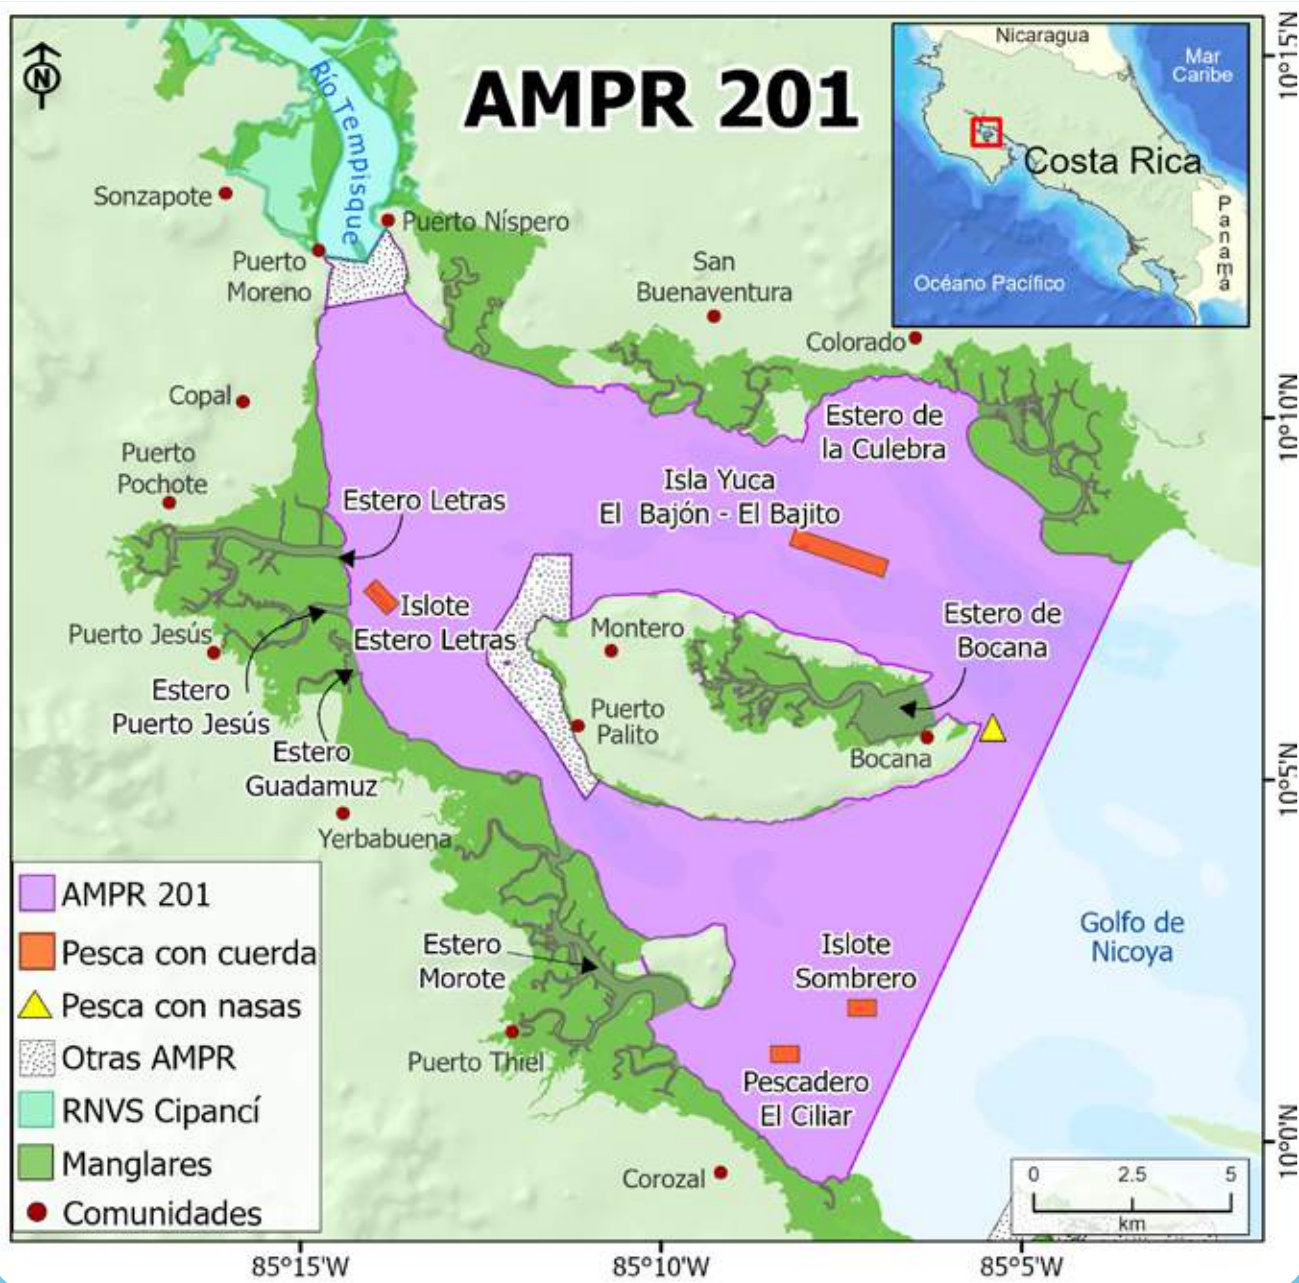 AMPR 201
N
Nicaragua
Mar
Caribe
Costa Rica
Panamá
Océano Pacífico
10°15'N
Río Tempisque
Sonzapote
Puerto Níspero
Puerto
Moreno
San
Buenaventura
Colorado
Copal
Estero de
la Culebra
10°10'N
Puerto
Pochote
Estero Letras
Isla Yuca
El Bajón - El Bajito
Islote
Estero Letras
Puerto Jesús
Montero
Estero de
Bocana
Estero
Puerto Jesús
Puerto
Palito
Estero
Guadamuz
Bocana
10°5'N
Yerbabuena
AMPR 201
Pesca con cuerda
Pesca con nasas
Otras AMPR
RNVS Cipancí
Manglares
Comunidades
Estero
Morote
Islote
Sombrero
Golfo de
Nicoya
Puerto Thiel
Pescadero
El Ciliar
Corozal
10°0'N
0 2.5 5
km
85°15'W 85°10'W 85°5'W